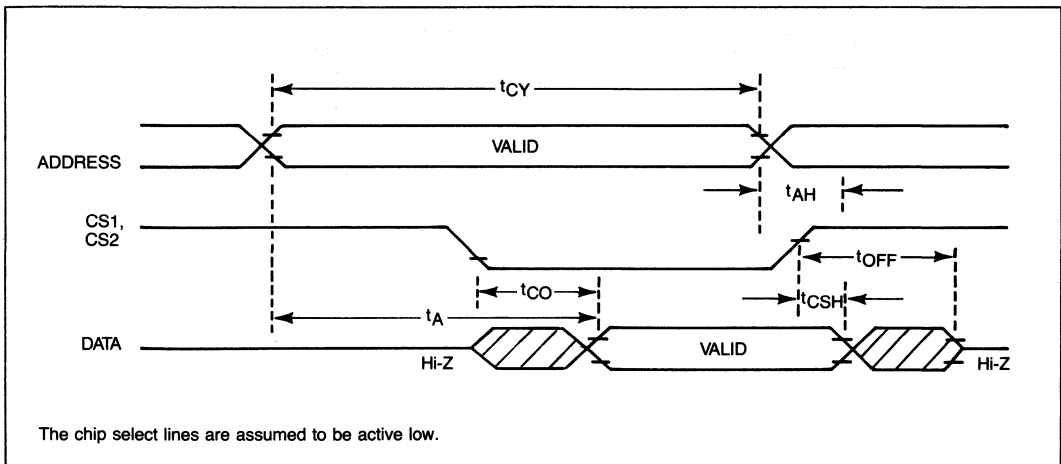 tCY
ADDRESS
VALID
tAH
CS1,
CS2
tOFF
tCO
tCSH
tA
DATA
VALID
Hi-Z
Hi-Z
The chip select lines are assumed to be active low.